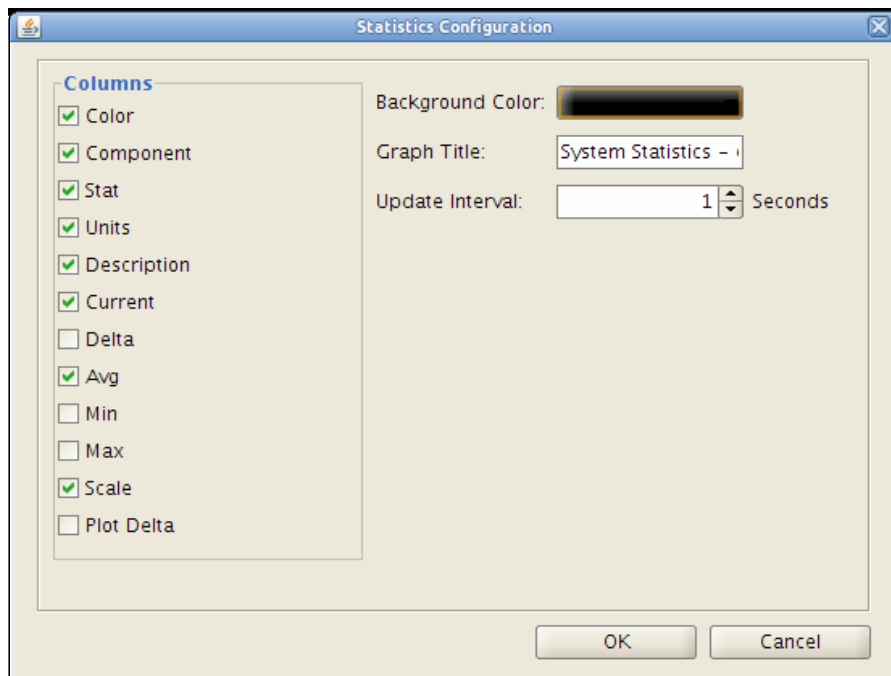 Statistics Configuration
Columns
Color
Component
Stat
Units
Description
Current
Delta
Avg
Min
Max
Scale
Plot Delta
Background Color:
Graph Title: System Statistics –
Update Interval: 1 Seconds
OK Cancel